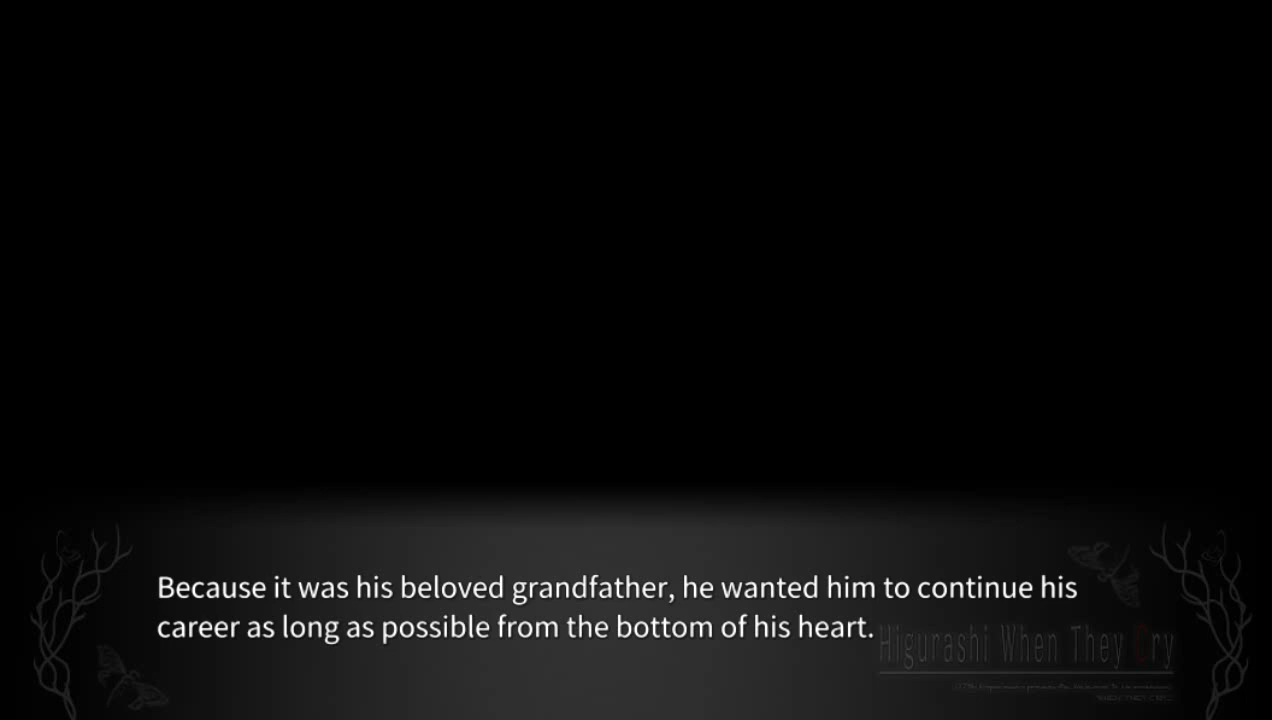 Because it was his beloved grandfather, he wanted him to continue his
career as long as possible from the bottom of his heart.
Higurashi When They Cry